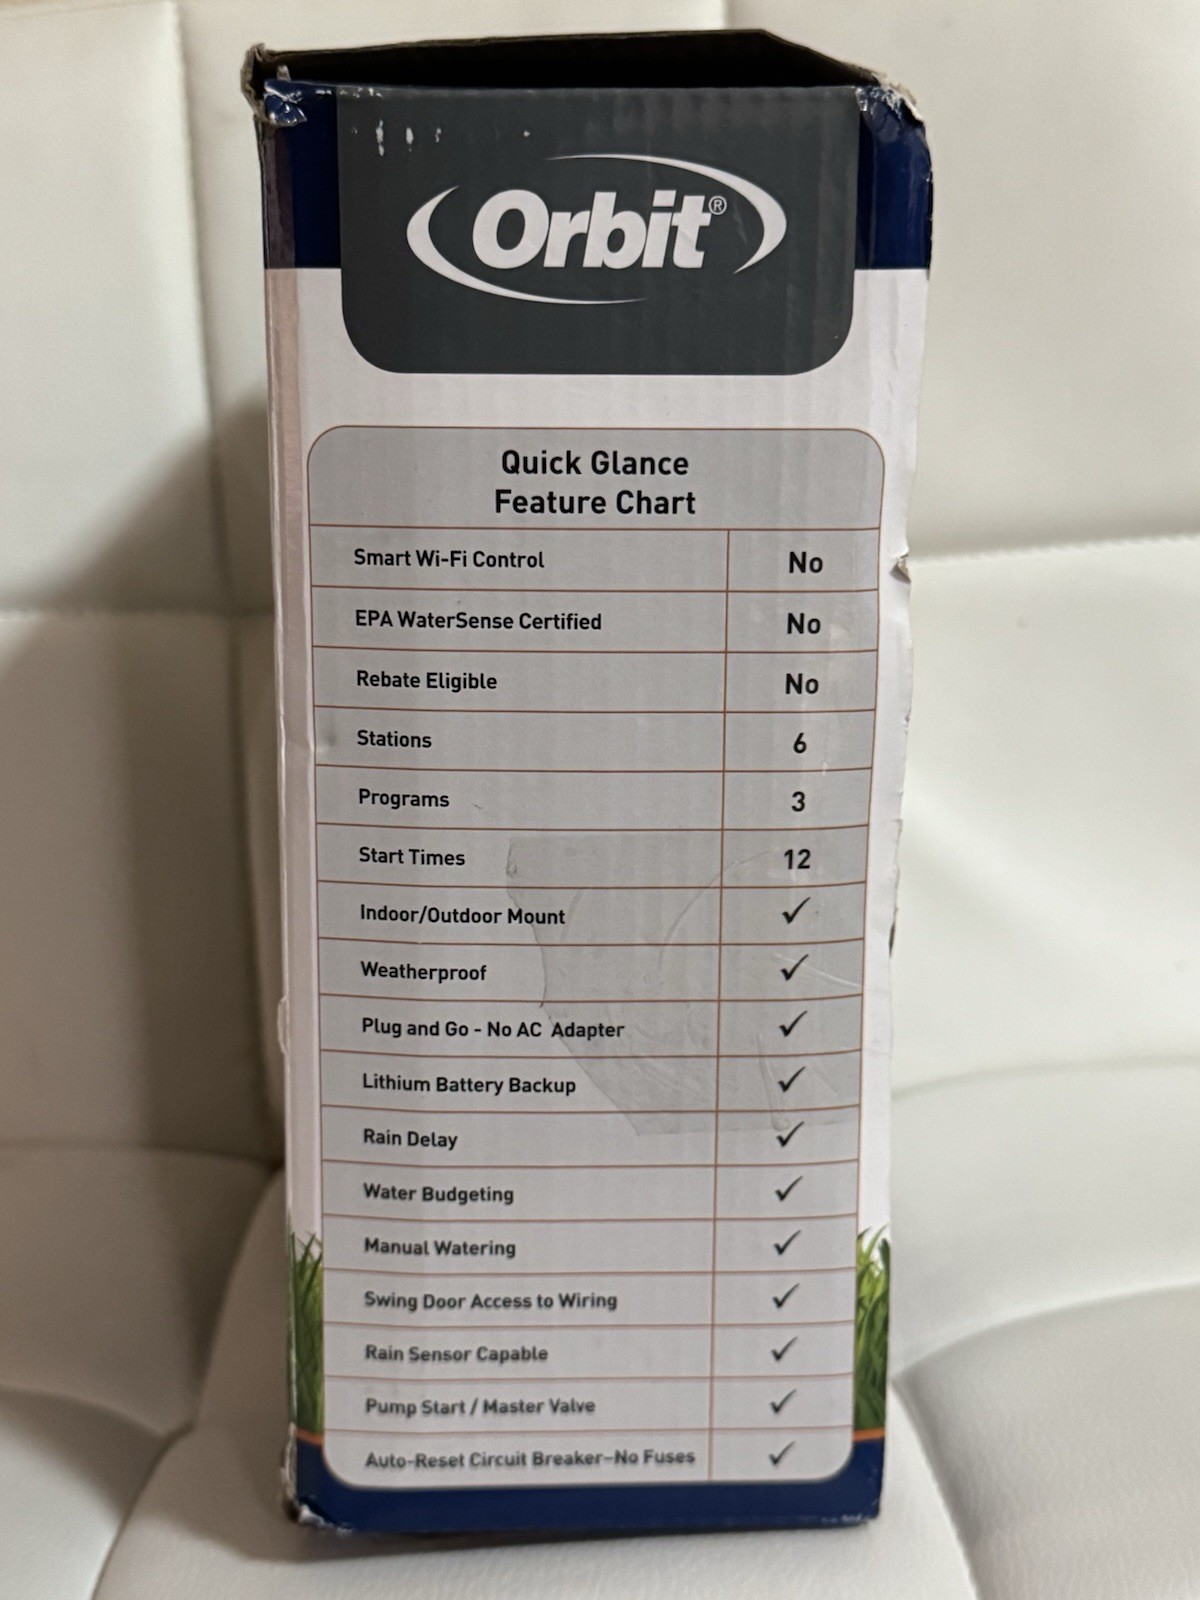 Orbit®
Quick Glance
Feature Chart
Smart Wi-Fi Control No
EPA WaterSense Certified No
Rebate Eligible No
Stations 6
Programs 3
Start Times 12
Indoor/Outdoor Mount ✓
Weatherproof ✓
Plug and Go - No AC Adapter ✓
Lithium Battery Backup ✓
Rain Delay ✓
Water Budgeting ✓
Manual Watering ✓
Swing Door Access to Wiring ✓
Rain Sensor Capable ✓
Pump Start / Master Valve ✓
Auto-Reset Circuit Breaker–No Fuses ✓